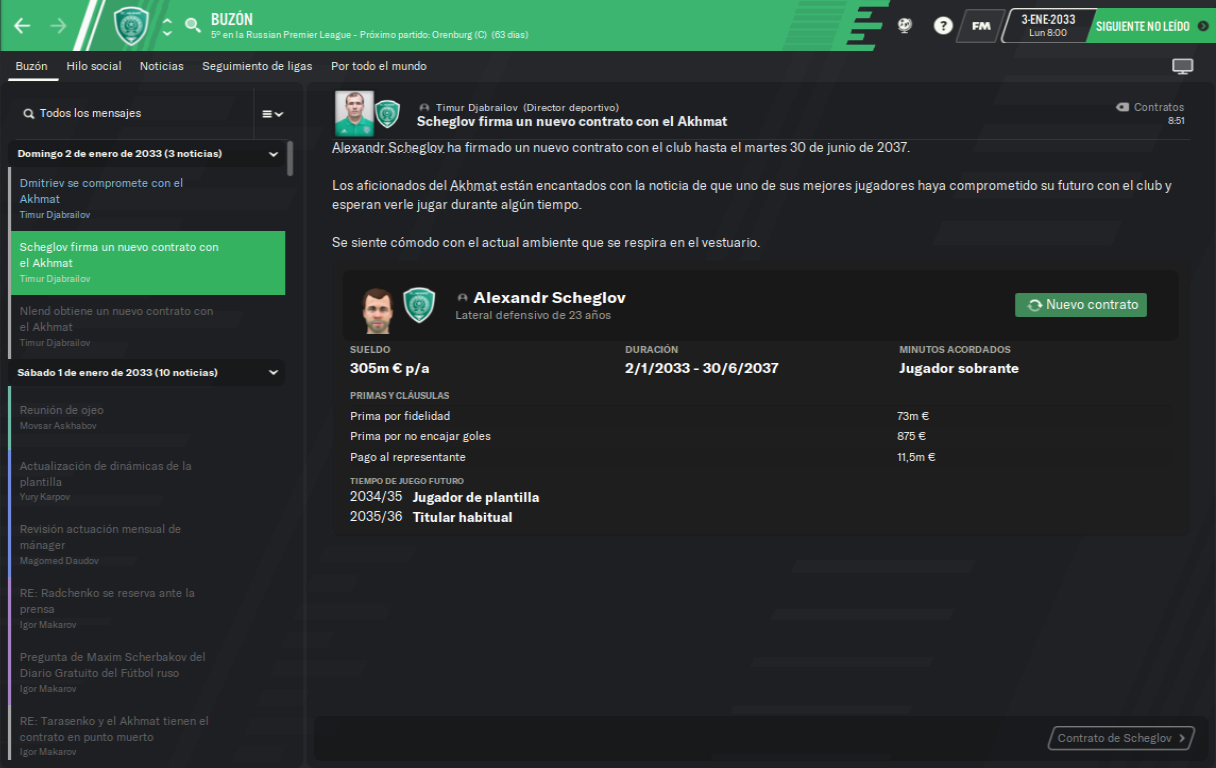 BUZÓN
5º en la Russian Premier League - Próximo partido: Orenburg (C) (63 días)
?
FM
3-ENE-2033
Lun 8:00
SIGUIENTE NO LEÍDO
Buzón Hilo social Noticias Seguimiento de ligas Por todo el mundo
Todos los mensajes
Domingo 2 de enero de 2033 (3 noticias)
Dmitriev se compromete con el
Akhmat
Timur Djabrailov
Scheglov firma un nuevo contrato con
el Akhmat
Timur Djabrailov
Nlend obtiene un nuevo contrato con
el Akhmat
Timur Djabrailov
Sábado 1 de enero de 2033 (10 noticias)
Reunión de ojeo
Movsar Askhabov
Actualización de dinámicas de la
plantilla
Yury Karpov
Revisión actuación mensual de
mánager
Magomed Daudov
RE: Radchenko se reserva ante la
prensa
Igor Makarov
Pregunta de Maxim Scherbakov del
Diario Gratuito del Fútbol ruso
Igor Makarov
RE: Tarasenko y el Akhmat tienen el
contrato en punto muerto
Igor Makarov
Timur Djabrailov (Director deportivo)
Scheglov firma un nuevo contrato con el Akhmat
Contratos
8:51
Alexandr Scheglov ha firmado un nuevo contrato con el club hasta el martes 30 de junio de 2037.
Los aficionados del Akhmat están encantados con la noticia de que uno de sus mejores jugadores haya comprometido su futuro con el club y
esperan verle jugar durante algún tiempo.
Se siente cómodo con el actual ambiente que se respira en el vestuario.
Alexandr Scheglov
Lateral defensivo de 23 años
Nuevo contrato
SUELDO DURACIÓN MINUTOS ACORDADOS
305m € p/a 2/1/2033 - 30/6/2037 Jugador sobrante
PRIMAS Y CLÁUSULAS
Prima por fidelidad 73m €
Prima por no encajar goles 875 €
Pago al representante 11,5m €
TIEMPO DE JUEGO FUTURO
2034/35 Jugador de plantilla
2035/36 Titular habitual
Contrato de Scheglov